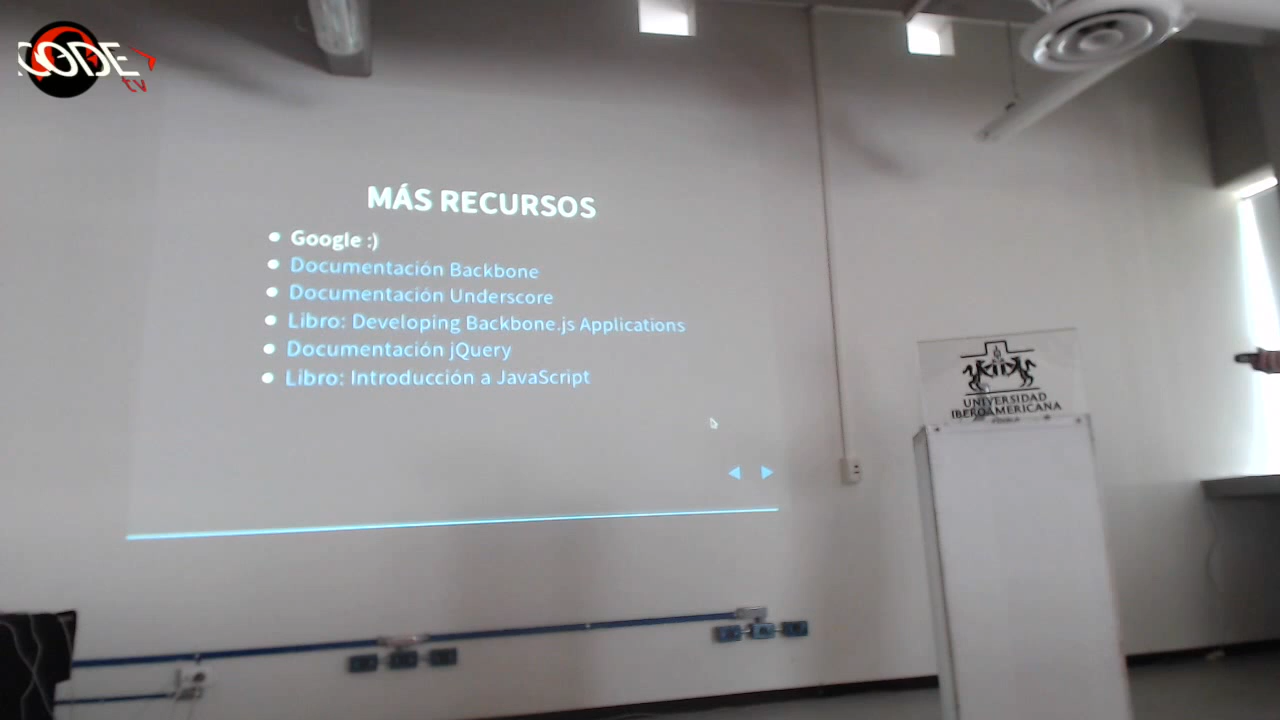 CODE
tv
MÁS RECURSOS
Google :)
Documentación Backbone
Documentación Underscore
Libro: Developing Backbone.js Applications
Documentación jQuery
Libro: Introducción a JavaScript
UNIVERSIDAD
IBEROAMERICANA